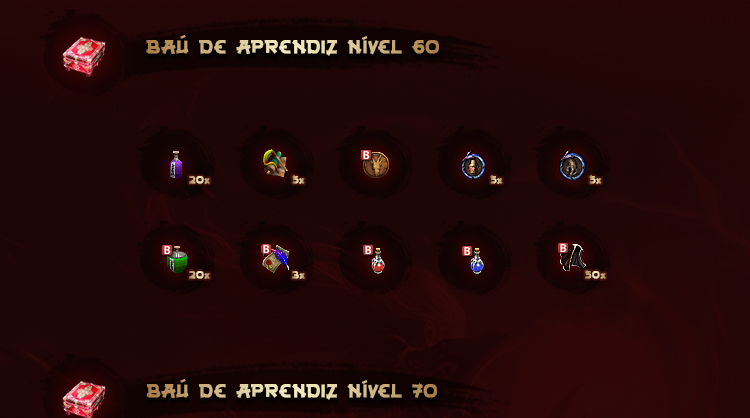 BAÚ DE APRENDIZ NÍVEL 60
20x
5x
B
5x
5x
B
20x
B
3x
B
B
B
50x
BAÚ DE APRENDIZ NÍVEL 70